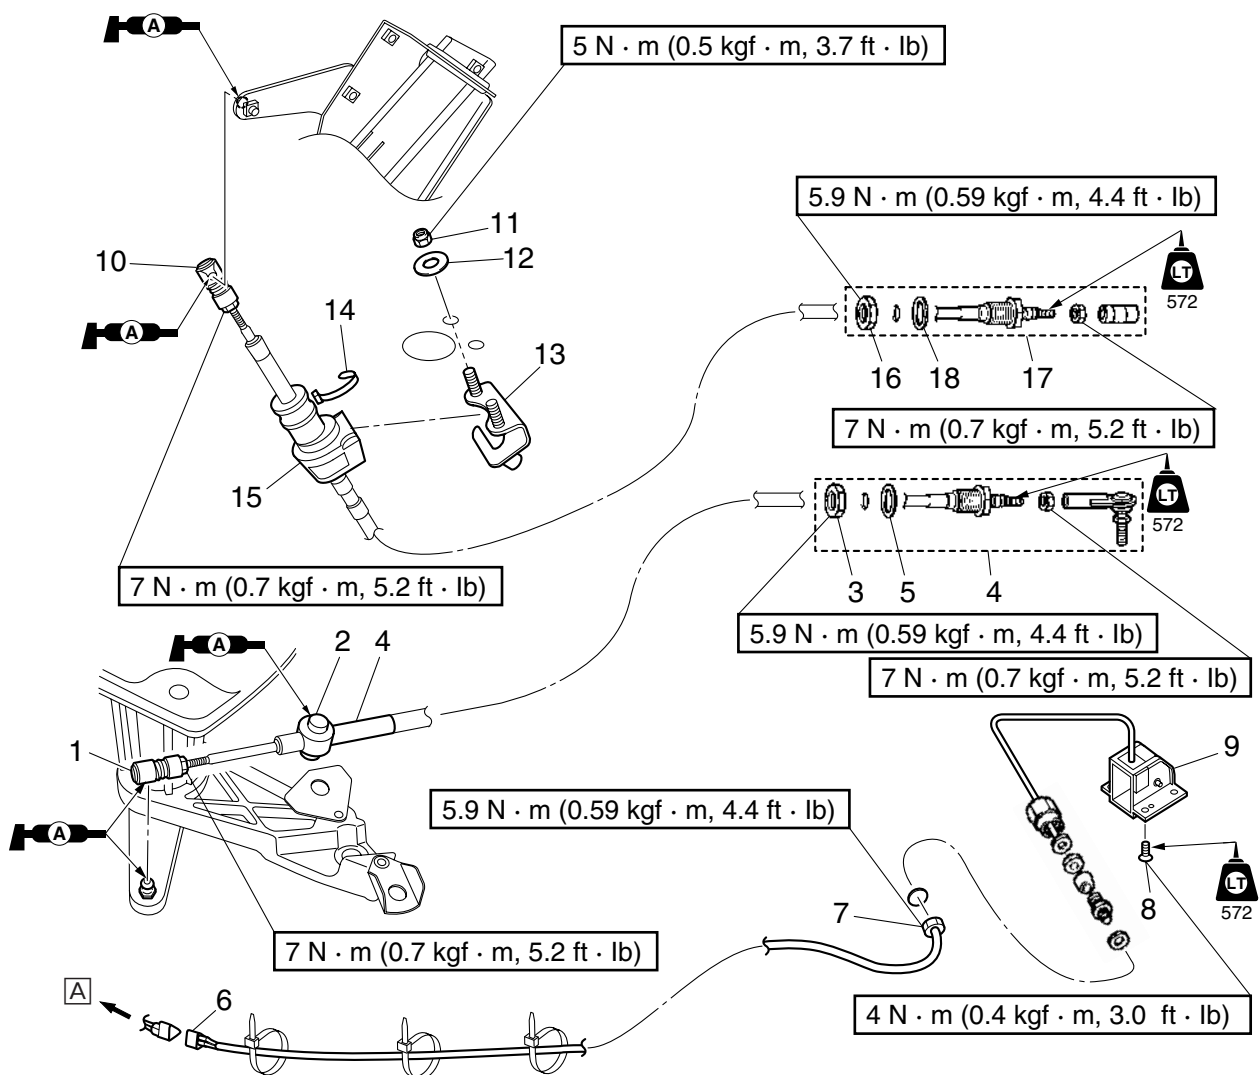 A
5 N · m (0.5 kgf · m, 3.7 ft · lb)
5.9 N · m (0.59 kgf · m, 4.4 ft · lb)
11
10
12
LT
572
A
14
13
16
18
17
7 N · m (0.7 kgf · m, 5.2 ft · lb)
15
LT
572
7 N · m (0.7 kgf · m, 5.2 ft · lb)
3
5
4
5.9 N · m (0.59 kgf · m, 4.4 ft · lb)
A
2
4
7 N · m (0.7 kgf · m, 5.2 ft · lb)
1
9
5.9 N · m (0.59 kgf · m, 4.4 ft · lb)
A
LT
572
7
8
7 N · m (0.7 kgf · m, 5.2 ft · lb)
A
6
4 N · m (0.4 kgf · m, 3.0 ft · lb)